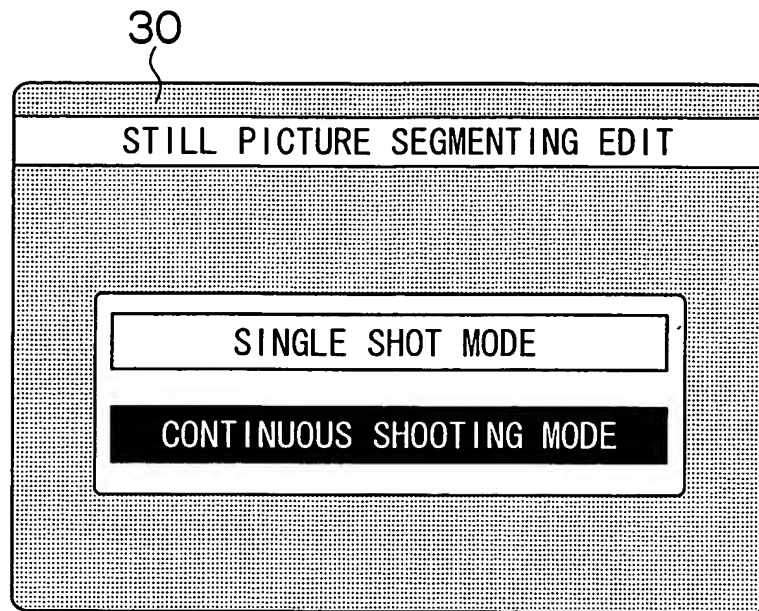 30
STILL PICTURE SEGMENTING EDIT
SINGLE SHOT MODE
CONTINUOUS SHOOTING MODE